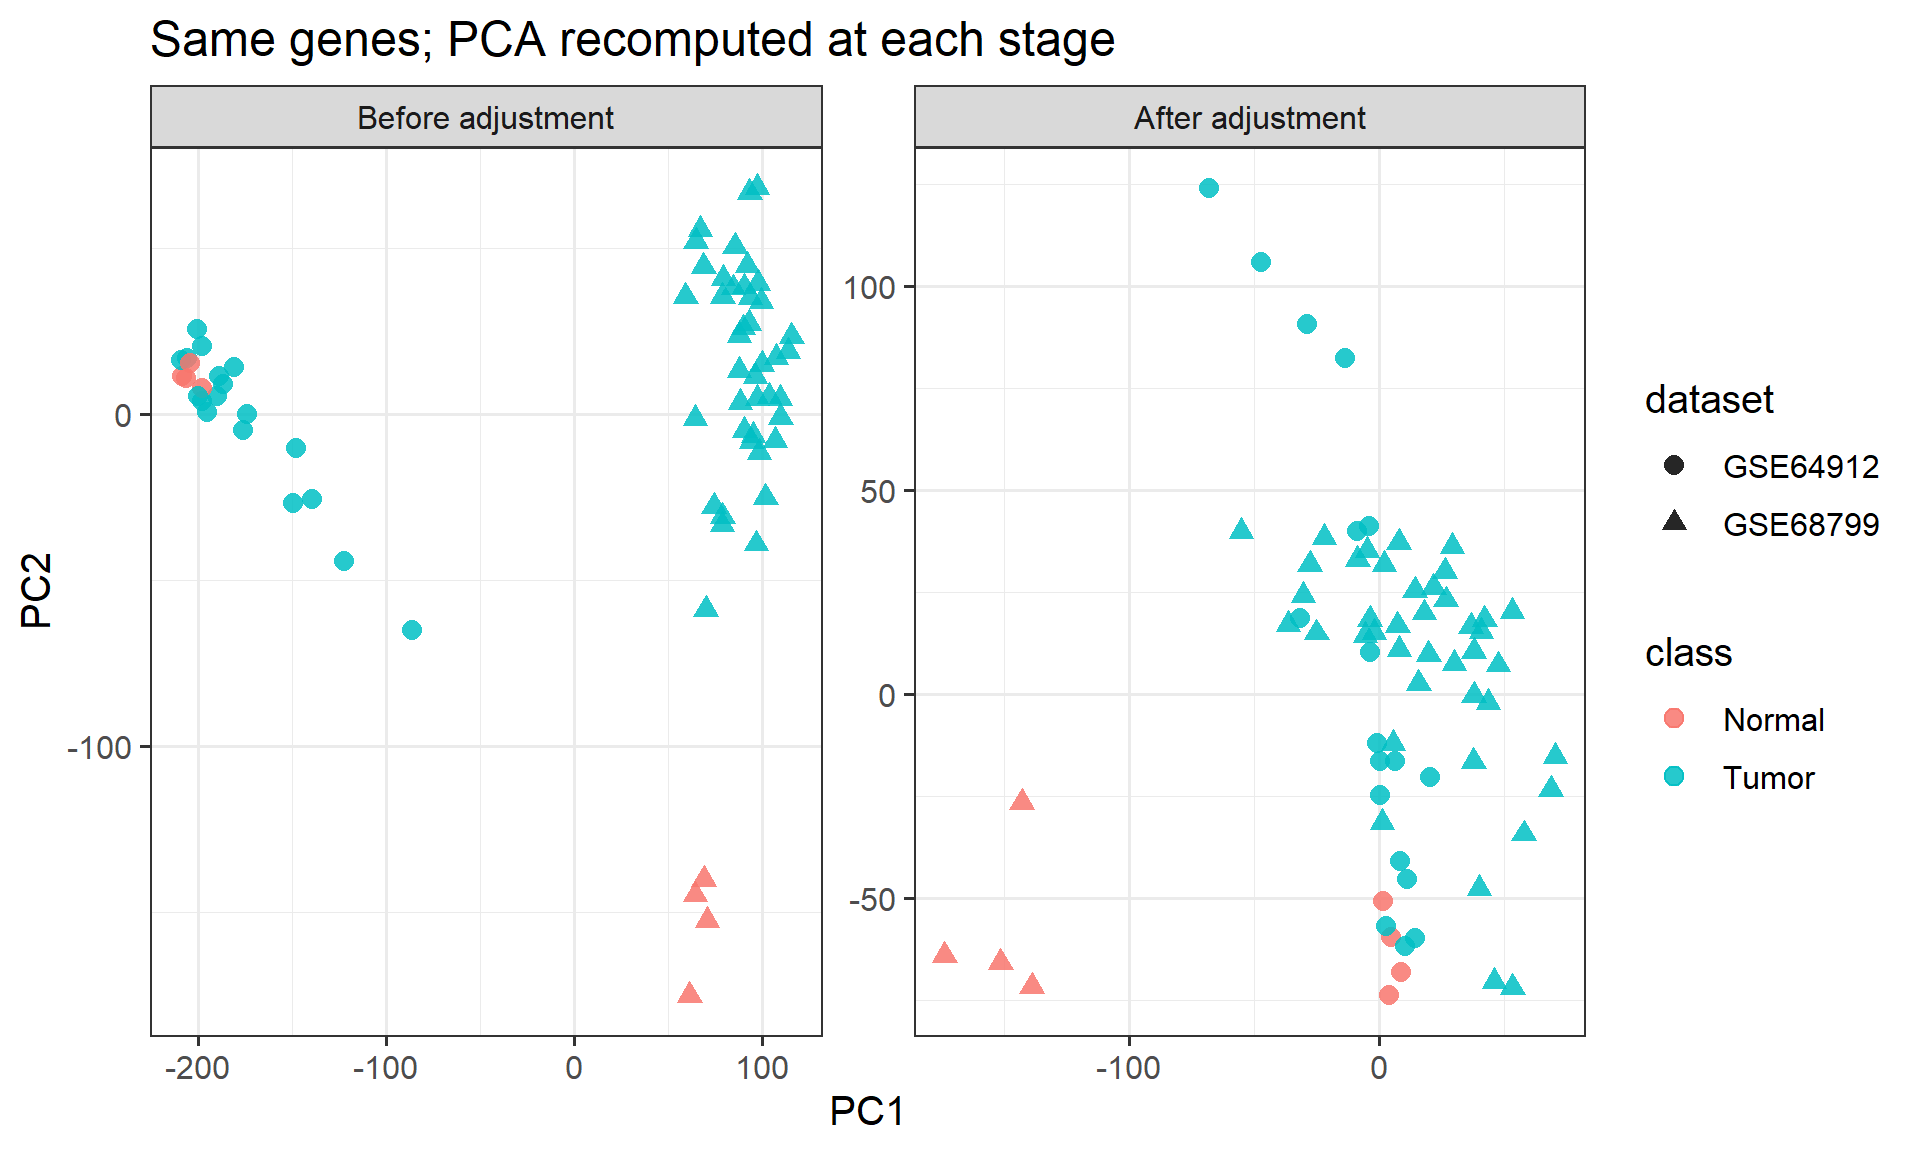 Same genes; PCA recomputed at each stage
Before adjustment
After adjustment
PC2
0
-100
100
50
0
-50
-200
-100
0
100
-100
0
PC1
dataset
GSE64912
GSE68799
class
Normal
Tumor